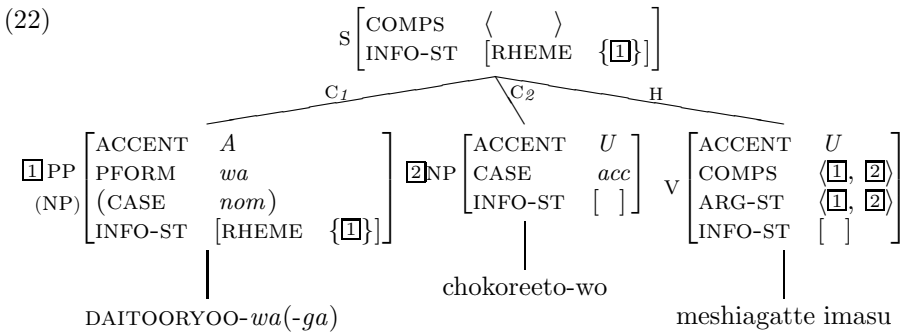 (22)
S [COMPS ⟨ ⟩
INFO-ST [RHEME {1}]]
C1 C2 H
1 PP (NP) [ACCENT A
PFORM wa
(CASE nom)
INFO-ST [RHEME {1}]]
2 NP [ACCENT U
CASE acc
INFO-ST [ ]]
V [ACCENT U
COMPS ⟨1, 2⟩
ARG-ST ⟨1, 2⟩
INFO-ST [ ]]
DAITOORYOO-wa(-ga)
chokoreeto-wo
meshiagatte imasu